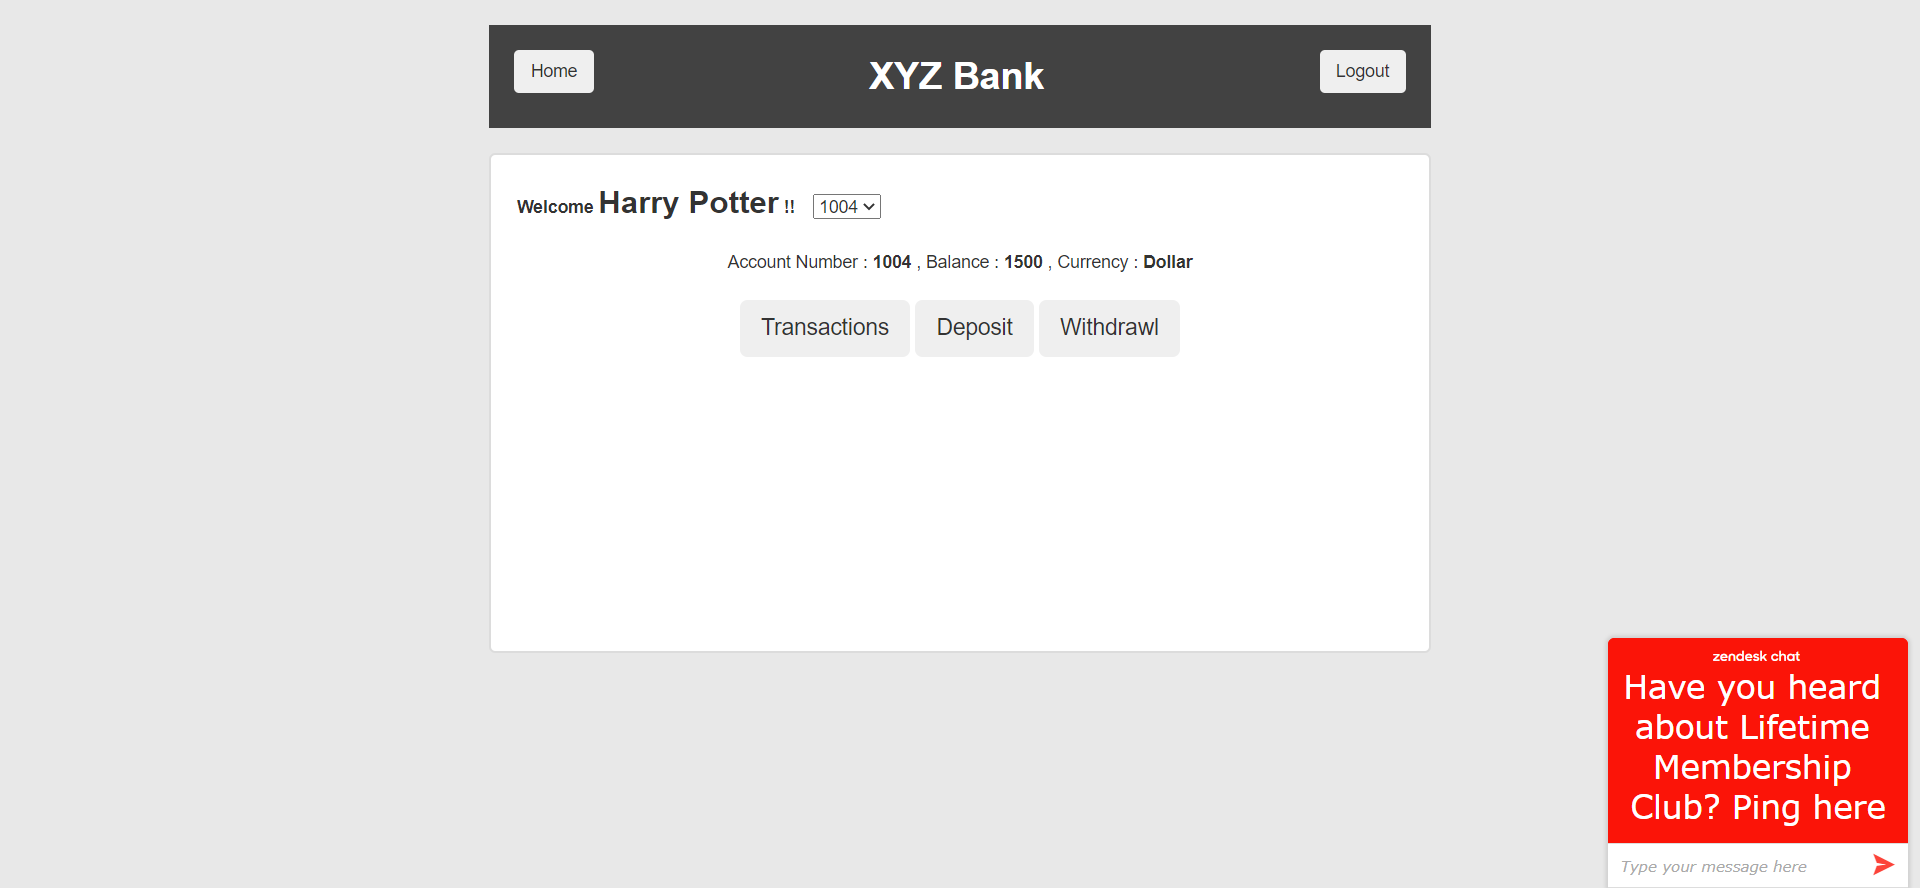 Home
XYZ Bank
Logout
Welcome Harry Potter !! 1004
Account Number : 1004 , Balance : 1500 , Currency : Dollar
Transactions
Deposit
Withdrawl
zendesk chat
Have you heard
about Lifetime
Membership
Club? Ping here
Type your message here